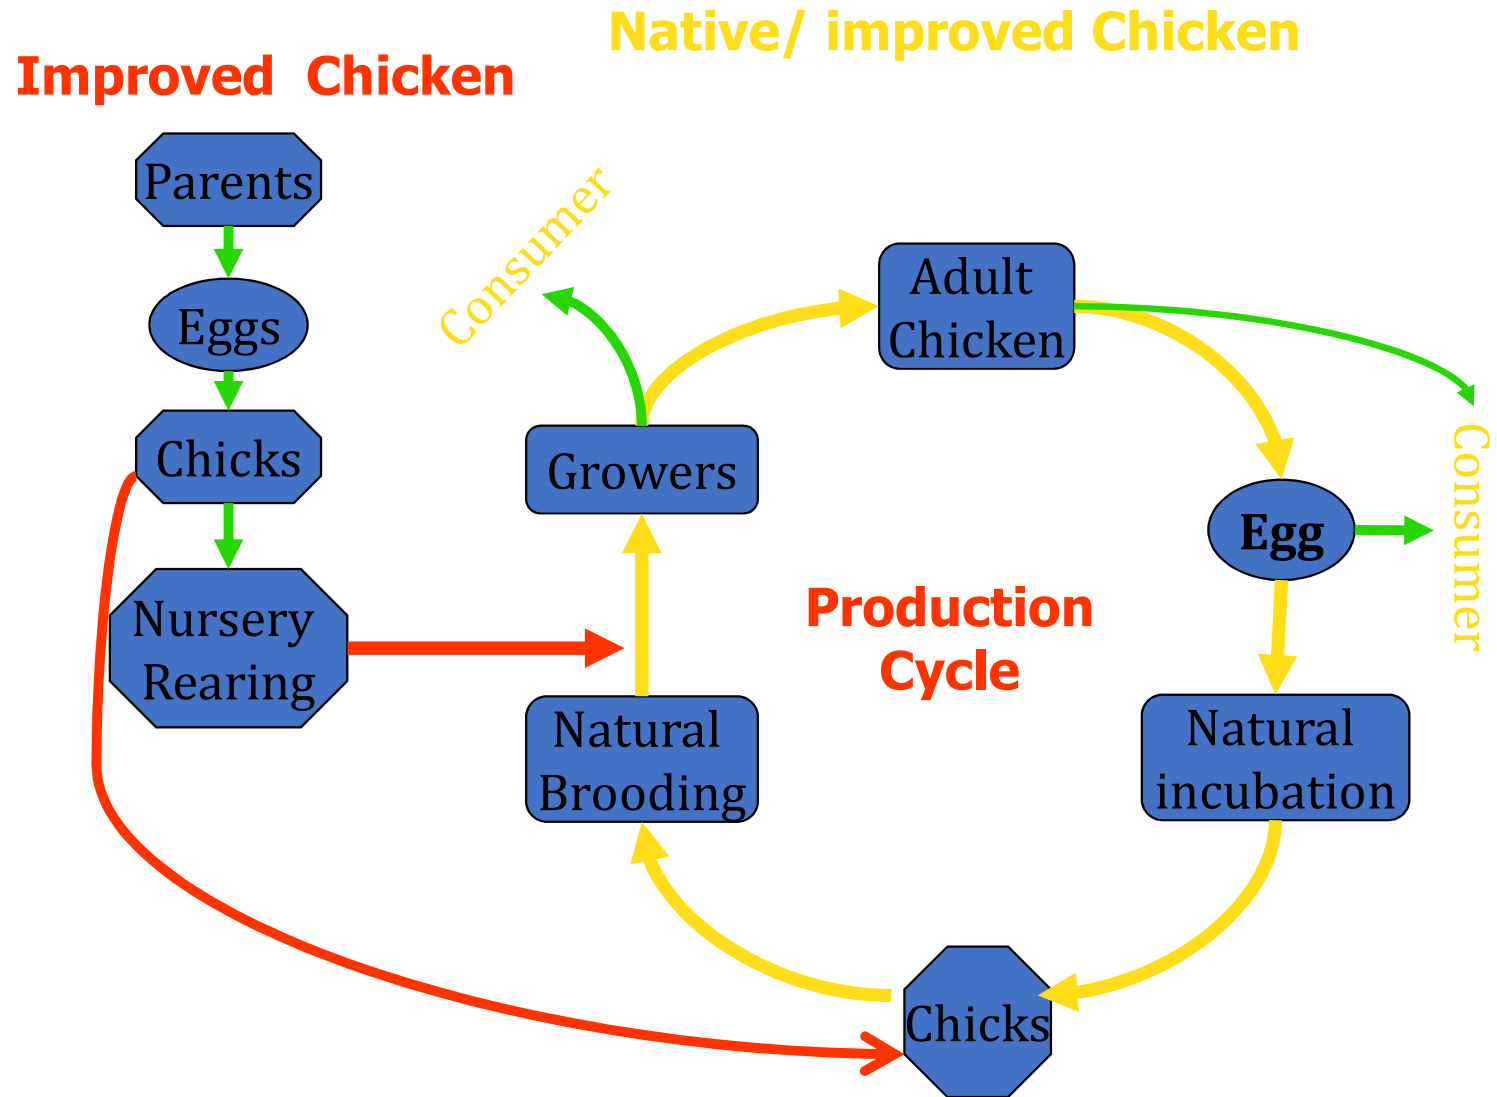 Native/ improved Chicken
Improved  Chicken
Parents
Eggs
Chicks
Nursery
Rearing
Consumer
Growers
Natural
Brooding
Adult
Chicken
Egg
Consumer
Production
Cycle
Natural
incubation
Chicks